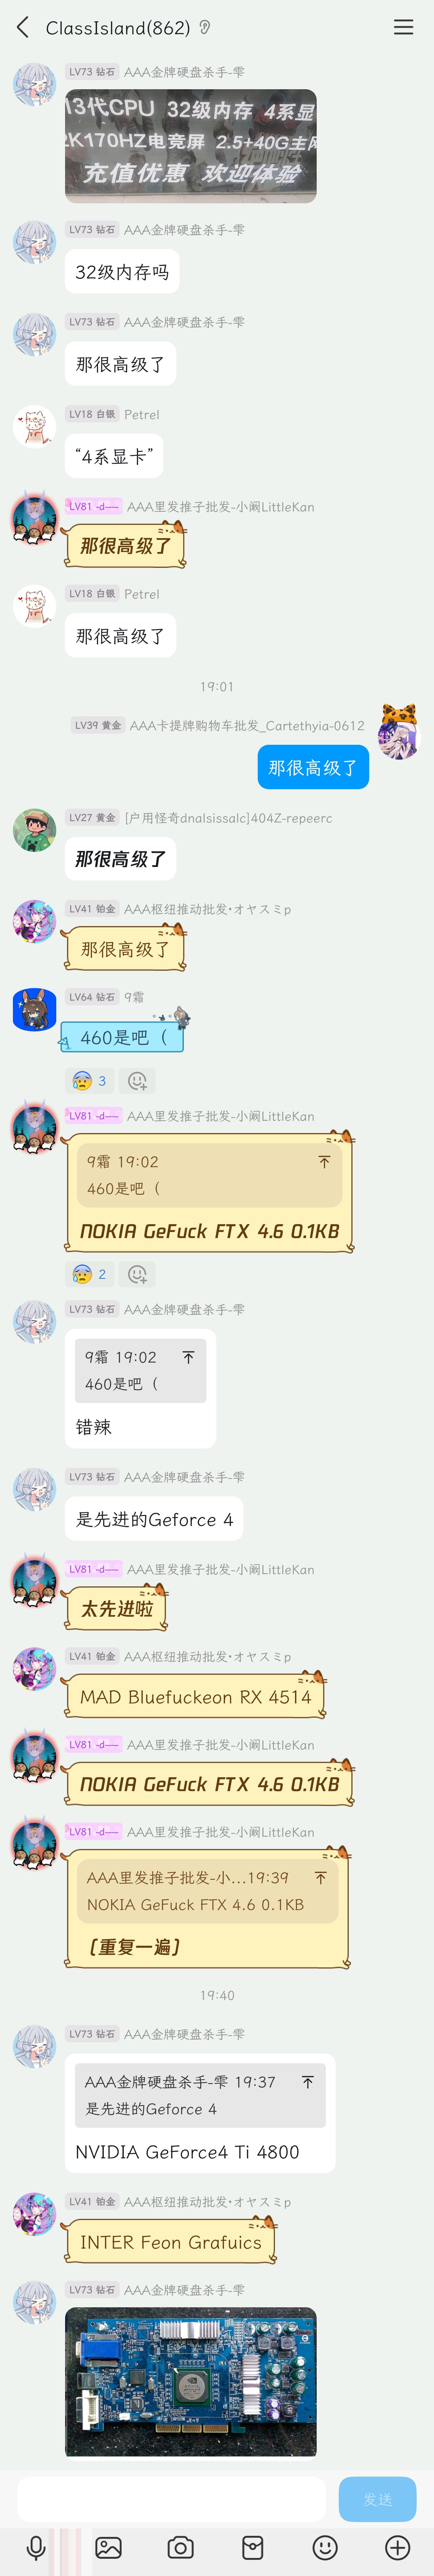 ClassIsland(862)
LV73 钻石 AAA金牌硬盘杀手-雫
13代CPU 32级内存 4系显
2K170HZ电竞屏 2.5+40G主网
充值优惠 欢迎体验
LV73 钻石 AAA金牌硬盘杀手-雫
32级内存吗
LV73 钻石 AAA金牌硬盘杀手-雫
那很高级了
LV18 白银 Petrel
“4系显卡”
LV81 -d—— AAA里发推子批发-小阚LittleKan
那很高级了
LV18 白银 Petrel
那很高级了
19:01
LV39 黄金 AAA卡提牌购物车批发_Cartethyia-0612
那很高级了
LV27 黄金 [户用怪奇dnalsissalc]404Z-repeerc
那很高级了
LV41 铂金 AAA枢纽推动批发·オヤスミp
那很高级了
LV64 钻石 9霜
460是吧（
3
LV81 -d—— AAA里发推子批发-小阚LittleKan
9霜 19:02
460是吧（
NOKIA GeFuck FTX 4.6 0.1KB
2
LV73 钻石 AAA金牌硬盘杀手-雫
9霜 19:02
460是吧（
错辣
LV73 钻石 AAA金牌硬盘杀手-雫
是先进的Geforce 4
LV81 -d—— AAA里发推子批发-小阚LittleKan
太先进啦
LV41 铂金 AAA枢纽推动批发·オヤスミp
MAD Bluefuckeon RX 4514
LV81 -d—— AAA里发推子批发-小阚LittleKan
NOKIA GeFuck FTX 4.6 0.1KB
LV81 -d—— AAA里发推子批发-小阚LittleKan
AAA里发推子批发-小...19:39
NOKIA GeFuck FTX 4.6 0.1KB
（重复一遍）
19:40
LV73 钻石 AAA金牌硬盘杀手-雫
AAA金牌硬盘杀手-雫 19:37
是先进的Geforce 4
NVIDIA GeForce4 Ti 4800
LV41 铂金 AAA枢纽推动批发·オヤスミp
INTER Feon Grafuics
LV73 钻石 AAA金牌硬盘杀手-雫
发送